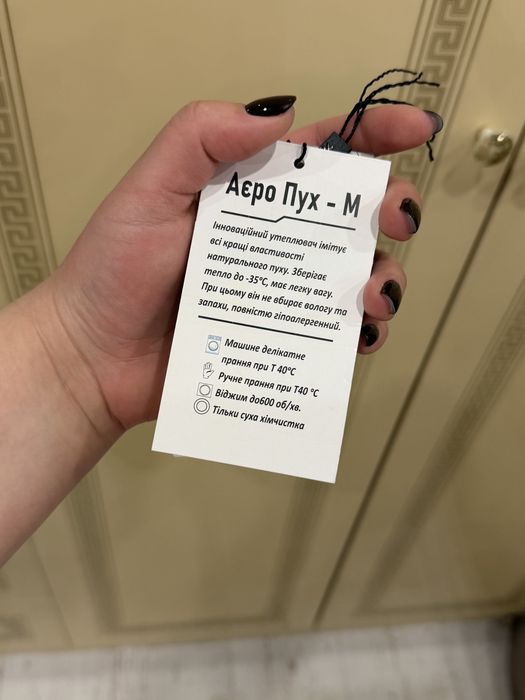 Аєро Пух - М
Інноваційний утеплювач імітує
всі кращі властивості
натурального пуху. Зберігає
тепло до -35°C, має легку вагу.
При цьому він не вбирає вологу та
запахи, повністю гіпоалергенний.
Машине делікатне
прання при Т 40°C
Ручне прання при Т40 °C
Віджим до600 об/хв.
Тільки суха хімчистка